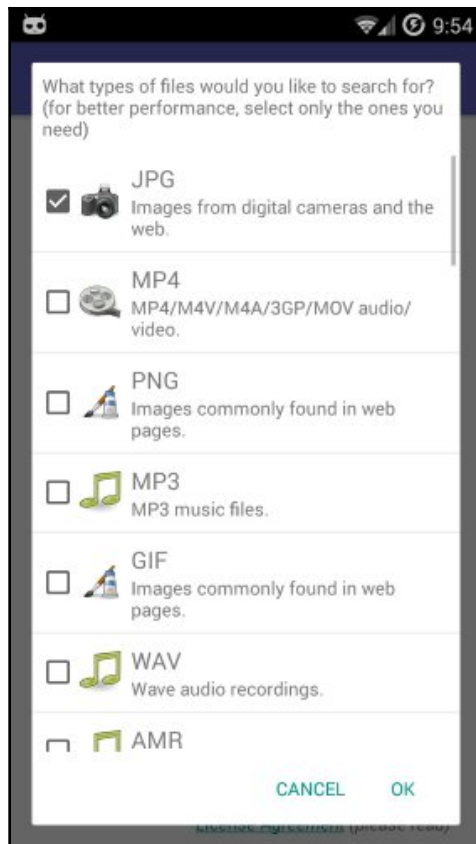 9:54
What types of files would you like to search for?
(for better performance, select only the ones you
need)
JPG
Images from digital cameras and the
web.
MP4
MP4/M4V/M4A/3GP/MOV audio/
video.
PNG
Images commonly found in web
pages.
MP3
MP3 music files.
GIF
Images commonly found in web
pages.
WAV
Wave audio recordings.
AMR
CANCEL OK
License Agreement (please read)